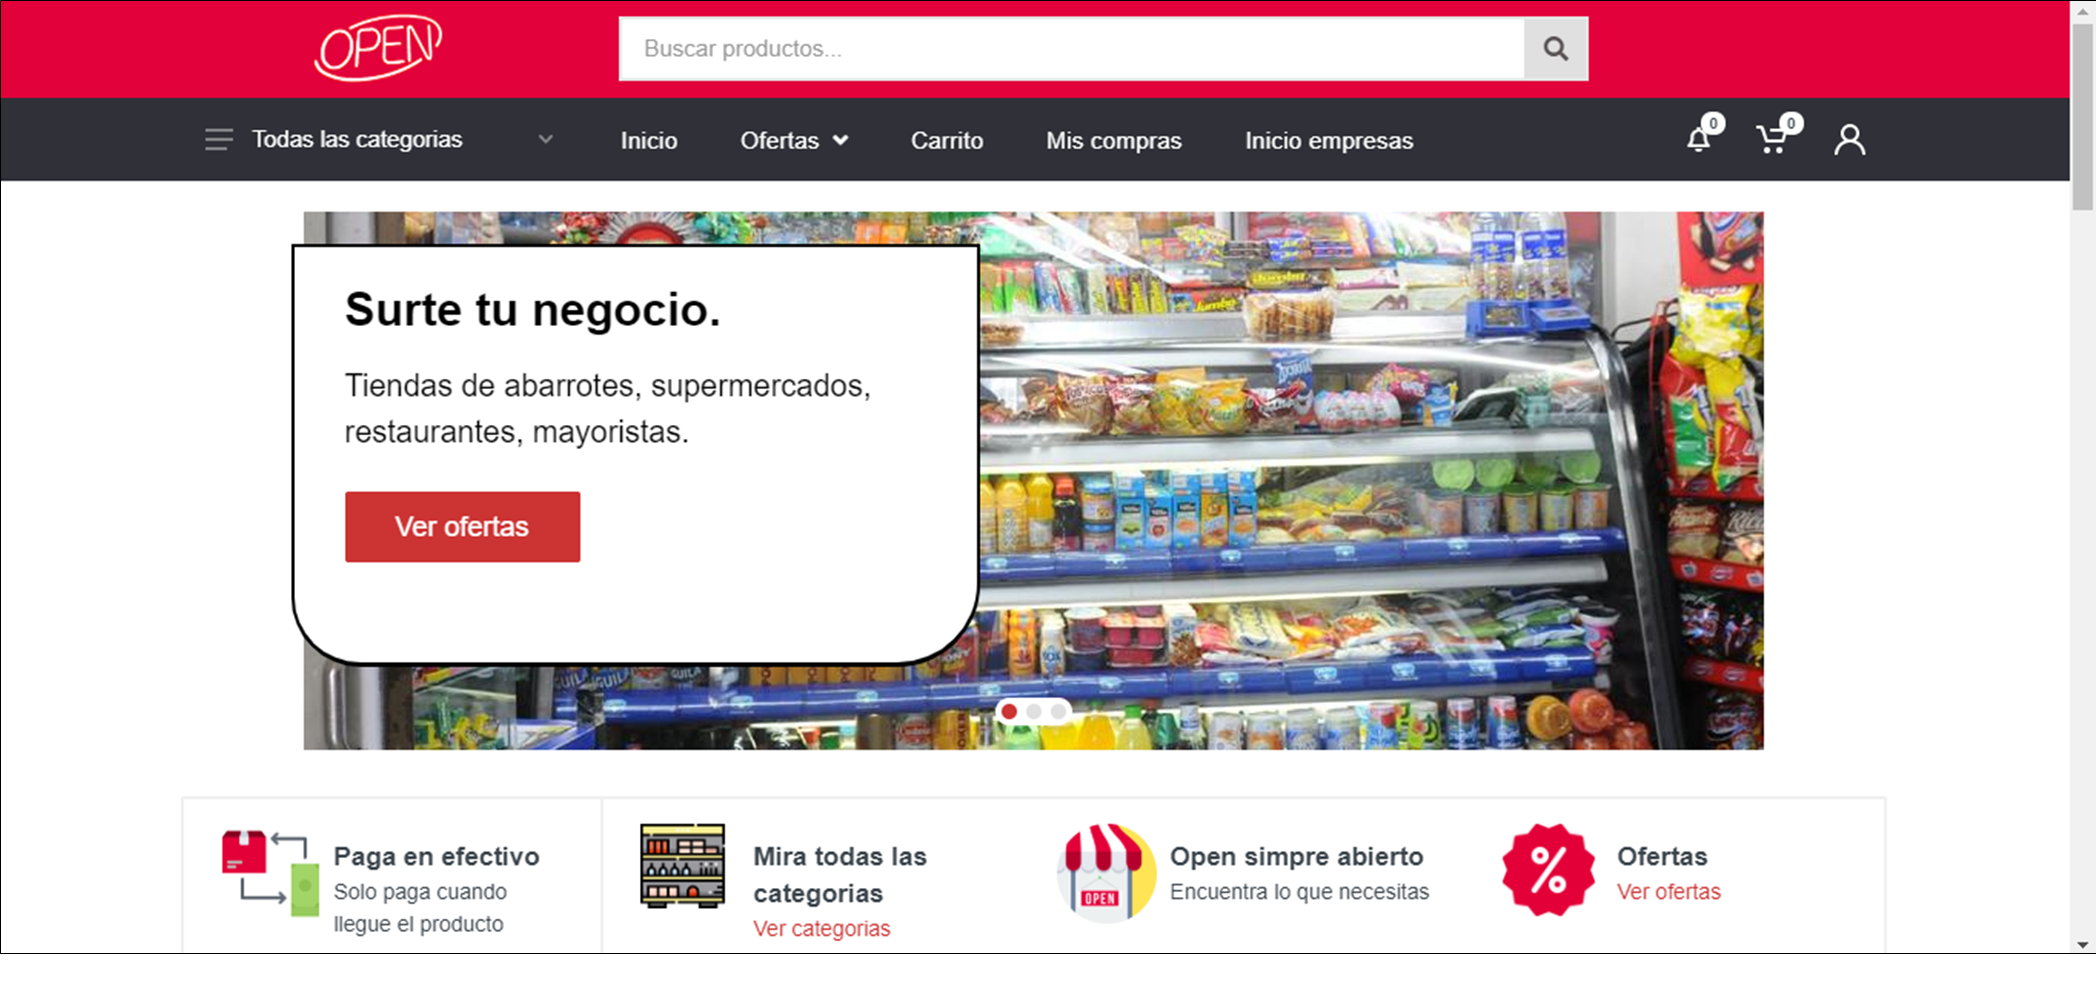 OPEN
Buscar productos...
Todas las categorias
Inicio
Ofertas
Carrito
Mis compras
Inicio empresas
0
0
Surte tu negocio.
Tiendas de abarrotes, supermercados,
restaurantes, mayoristas.
Ver ofertas
Jumbo
Jumbo
Paga en efectivo
Solo paga cuando
llegue el producto
Mira todas las
categorias
Ver categorias
OPEN
Open simpre abierto
Encuentra lo que necesitas
%
Ofertas
Ver ofertas